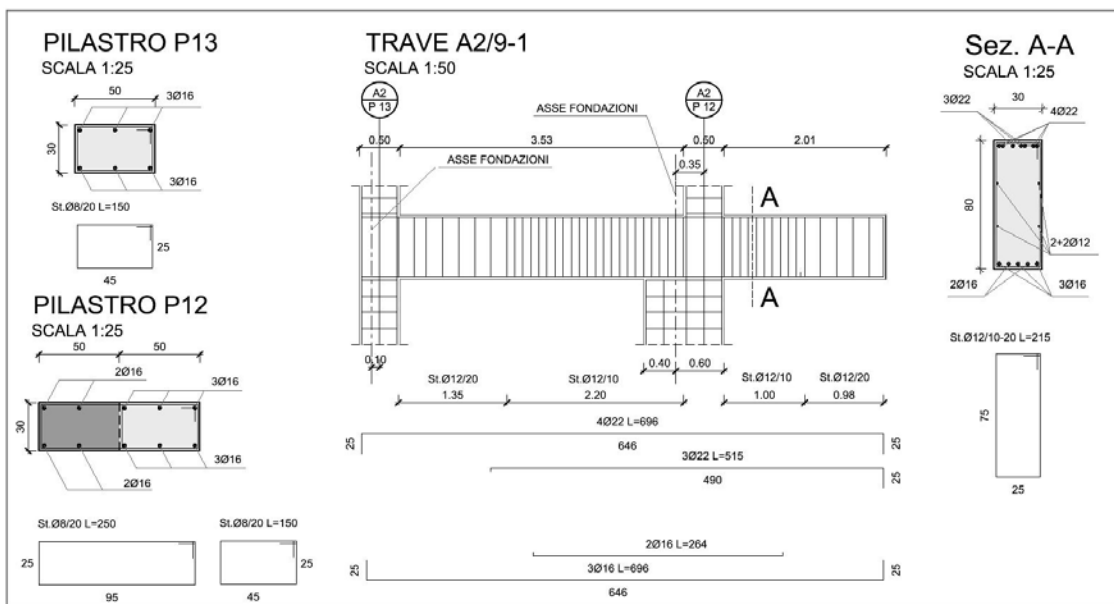 PILASTRO P13
SCALA 1:25
50
3Ø16
30
3Ø16
St.Ø8/20 L=150
25
45
PILASTRO P12
SCALA 1:25
50 50
2Ø16
3Ø16
30
3Ø16
2Ø16
St.Ø8/20 L=250
St.Ø8/20 L=150
25
25
95
45
TRAVE A2/9-1
SCALA 1:50
A2
P 13
A2
P 12
ASSE FONDAZIONI
0.50 3.53 0.50 2.01
ASSE FONDAZIONI
0.35
A
A
0.10
0.40 0.60
St.Ø12/20 St.Ø12/10 St.Ø12/10 St.Ø12/20
1.35 2.20 1.00 0.98
4Ø22 L=696
25 646 25
3Ø22 L=515
490 25
2Ø16 L=264
3Ø16 L=696
25 646 25
Sez. A-A
SCALA 1:25
3Ø22 30 4Ø22
80
2+2Ø12
2Ø16 3Ø16
St.Ø12/10-20 L=215
75
25